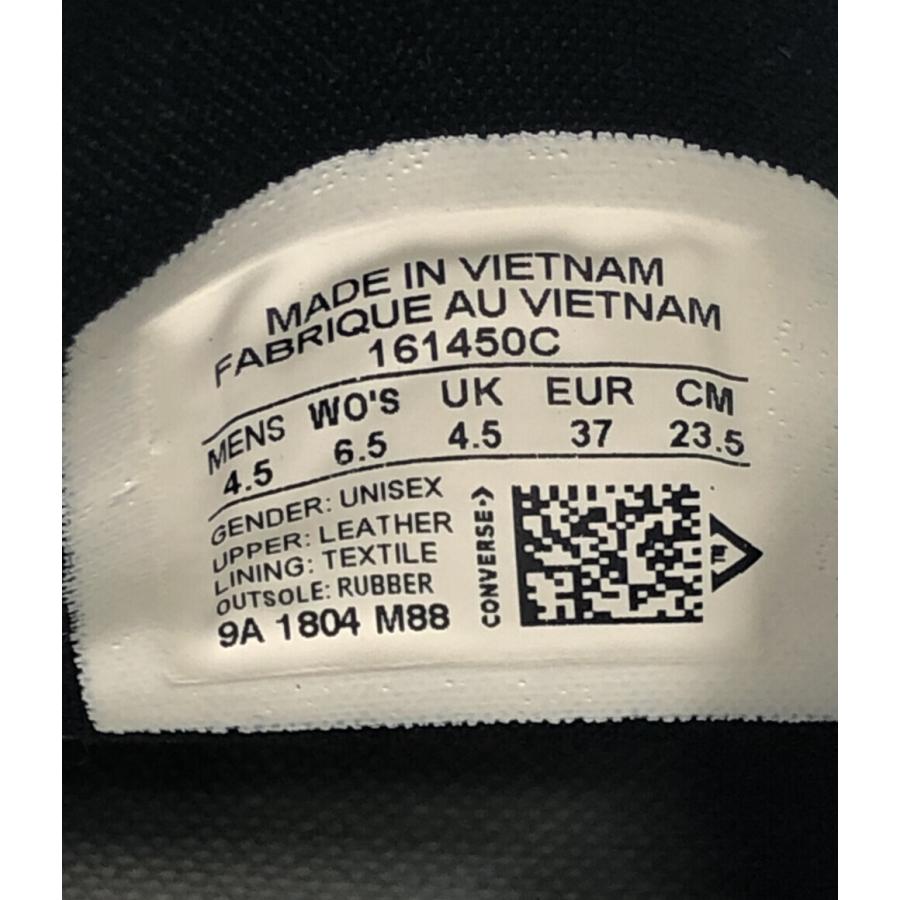 MADE IN VIETNAM
FABRIQUE AU VIETNAM
161450C
MENS WO'S UK EUR CM
4.5 6.5 4.5 37 23.5
GENDER: UNISEX
UPPER: LEATHER
LINING: TEXTILE
OUTSOLE: RUBBER
9A 1804 M88
CONVERSE